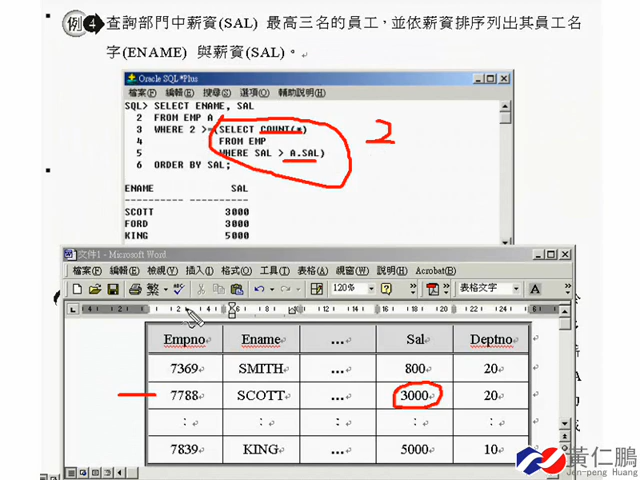 例 4 查詢部門中薪資(SAL) 最高三名的員工，並依薪資排序列出其員工名
字(ENAME) 與薪資(SAL)。
Oracle SQL*Plus
檔案(F) 編輯(E) 搜尋(S) 選項(O) 輔助說明(H)
SQL> SELECT ENAME, SAL
2 FROM EMP A
3 WHERE 2 >=(SELECT COUNT(*)
4 FROM EMP
5 WHERE SAL > A.SAL)
6 ORDER BY SAL;
2
ENAME SAL
---------- ----------
SCOTT 3000
FORD 3000
KING 5000
文件1 - Microsoft Word
檔案(F) 編輯(E) 檢視(V) 插入(I) 格式(O) 工具(T) 表格(A) 視窗(W) 說明(H) Acrobat(B)
繁 120% 表格文字 A
Empno Ename … Sal Deptno
7369 SMITH … 800 20
7788 SCOTT … 3000 20
: : : :
7839 KING … 5000 10
黃仁鵬
Jen-peng Huang